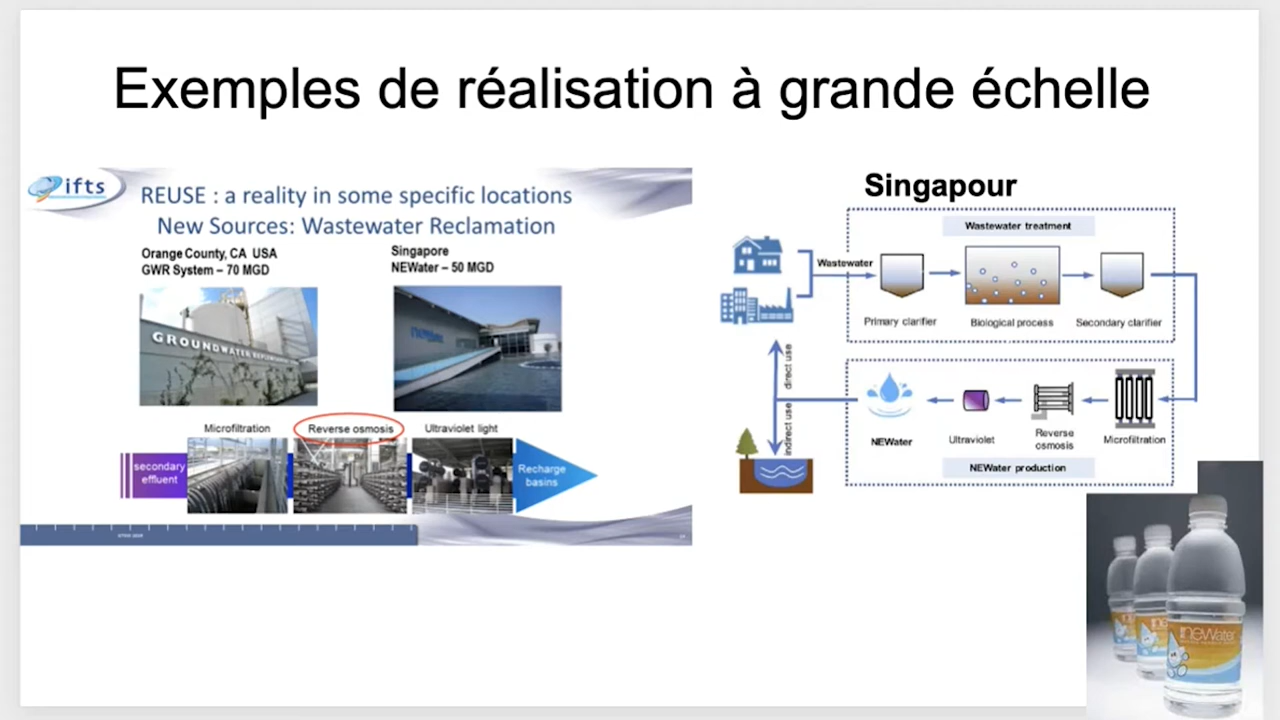 Exemples de réalisation à grande échelle
ifts
REUSE : a reality in some specific locations
New Sources: Wastewater Reclamation
Orange County, CA USA
GWR System – 70 MGD
Singapore
NEWater – 50 MGD
GROUNDWATER REPLENISHMENT
newater
Microfiltration
Reverse osmosis
Ultraviolet light
secondary
effluent
Recharge
basins
Singapour
Wastewater treatment
Wastewater
Primary clarifier
Biological process
Secondary clarifier
direct use
indirect use
NEWater
Ultraviolet
Reverse
osmosis
Microfiltration
NEWater production
newater